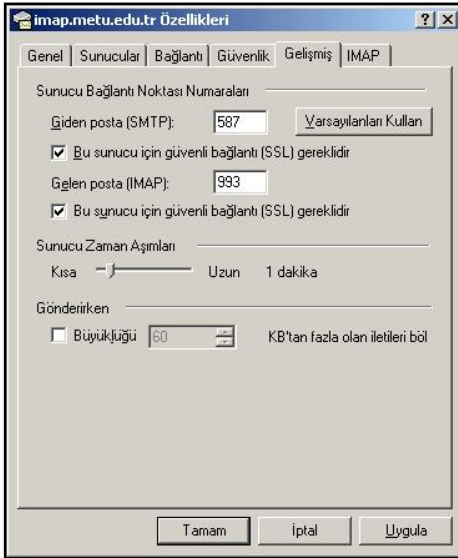 imap.metu.edu.tr Özellikleri
Genel Sunucular Bağlantı Güvenlik Gelişmiş IMAP
Sunucu Bağlantı Noktası Numaraları
Giden posta (SMTP): 587 Varsayılanları Kullan
Bu sunucu için güvenli bağlantı (SSL) gereklidir
Gelen posta (IMAP): 993
Bu sunucu için güvenli bağlantı (SSL) gereklidir
Sunucu Zaman Aşımları
Kısa Uzun 1 dakika
Gönderirken
Büyüklüğü 60 KB'tan fazla olan iletileri böl
Tamam İptal Uygula